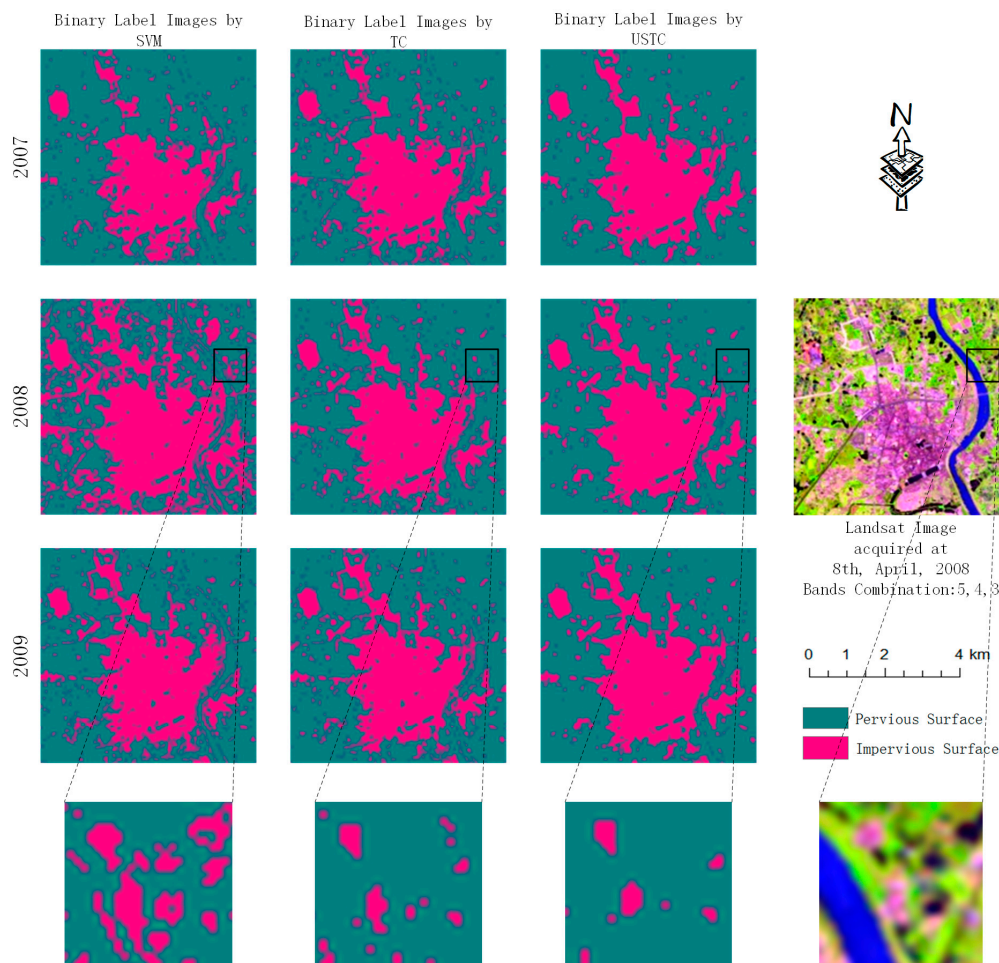 Binary Label Images by
SVM
Binary Label Images by
TC
Binary Label Images by
USTC
2007
N
2008
Landsat Image
acquired at
8th, April, 2008
Bands Combination:5,4,3
2009
0 1 2 4 km
Pervious Surface
Impervious Surface